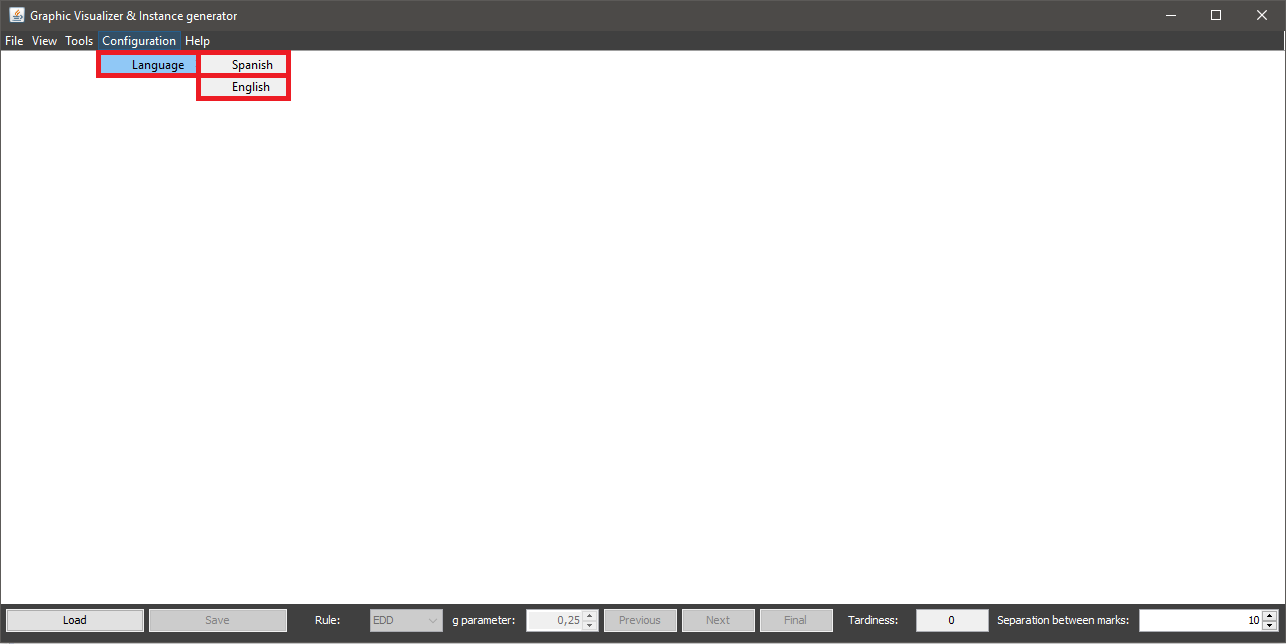 Graphic Visualizer & Instance generator
File View Tools Configuration Help
Language Spanish
English
Load Save Rule: EDD g parameter: 0,25 Previous Next Final Tardiness: 0 Separation between marks: 10